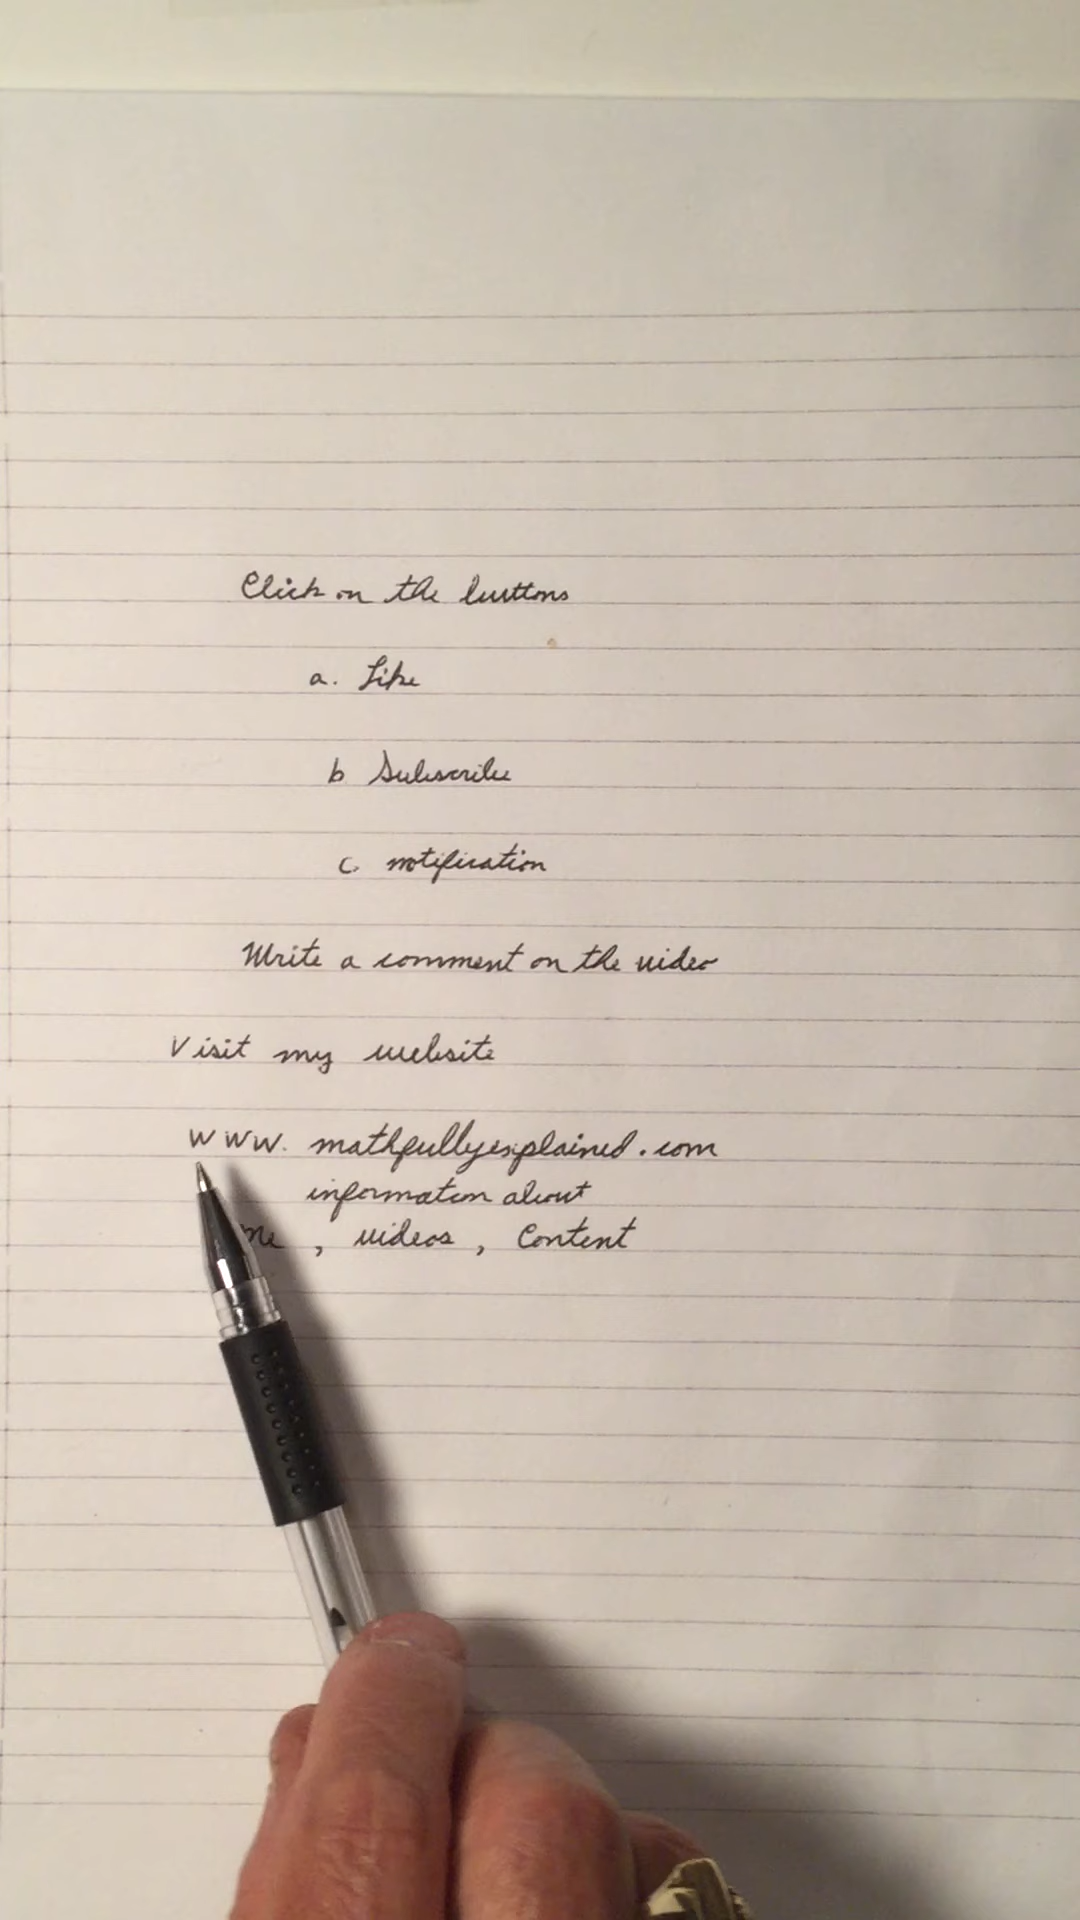 Click on the buttons
a. Like
b Subscribe
c. notification
Write a comment on the video
Visit my website
www. mathfullyexplained.com
information about
me , videos , Content